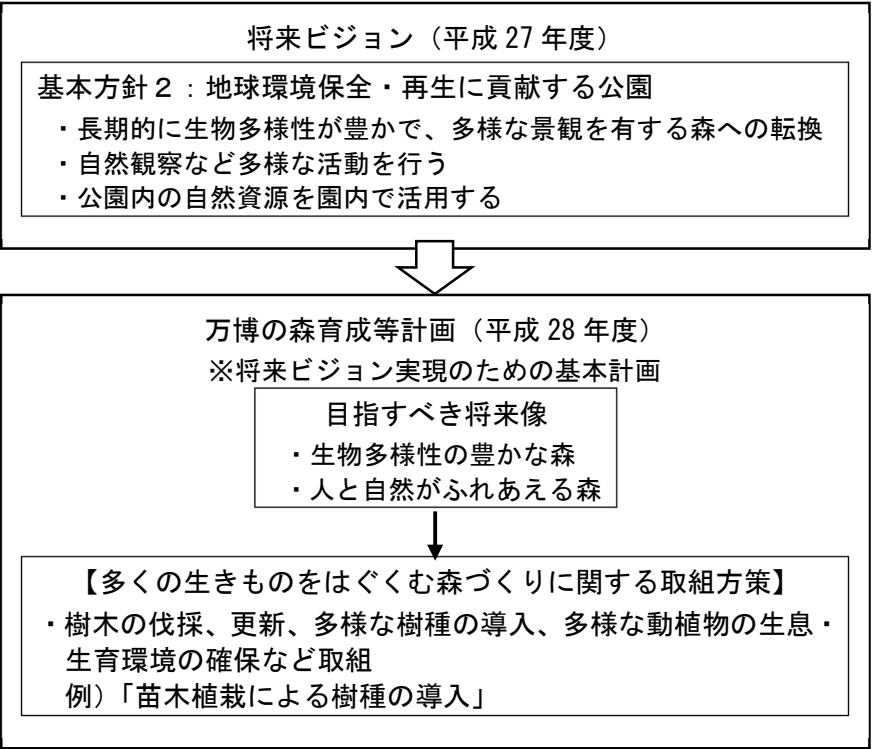 将来ビジョン（平成 27 年度）
基本方針２：地球環境保全・再生に貢献する公園
・長期的に生物多様性が豊かで、多様な景観を有する森への転換
・自然観察など多様な活動を行う
・公園内の自然資源を園内で活用する
万博の森育成等計画（平成 28 年度）
※将来ビジョン実現のための基本計画
目指すべき将来像
・生物多様性の豊かな森
・人と自然がふれあえる森
【多くの生きものをはぐくむ森づくりに関する取組方策】
・樹木の伐採、更新、多様な樹種の導入、多様な動植物の生息・
生育環境の確保など取組
例）「苗木植栽による樹種の導入」